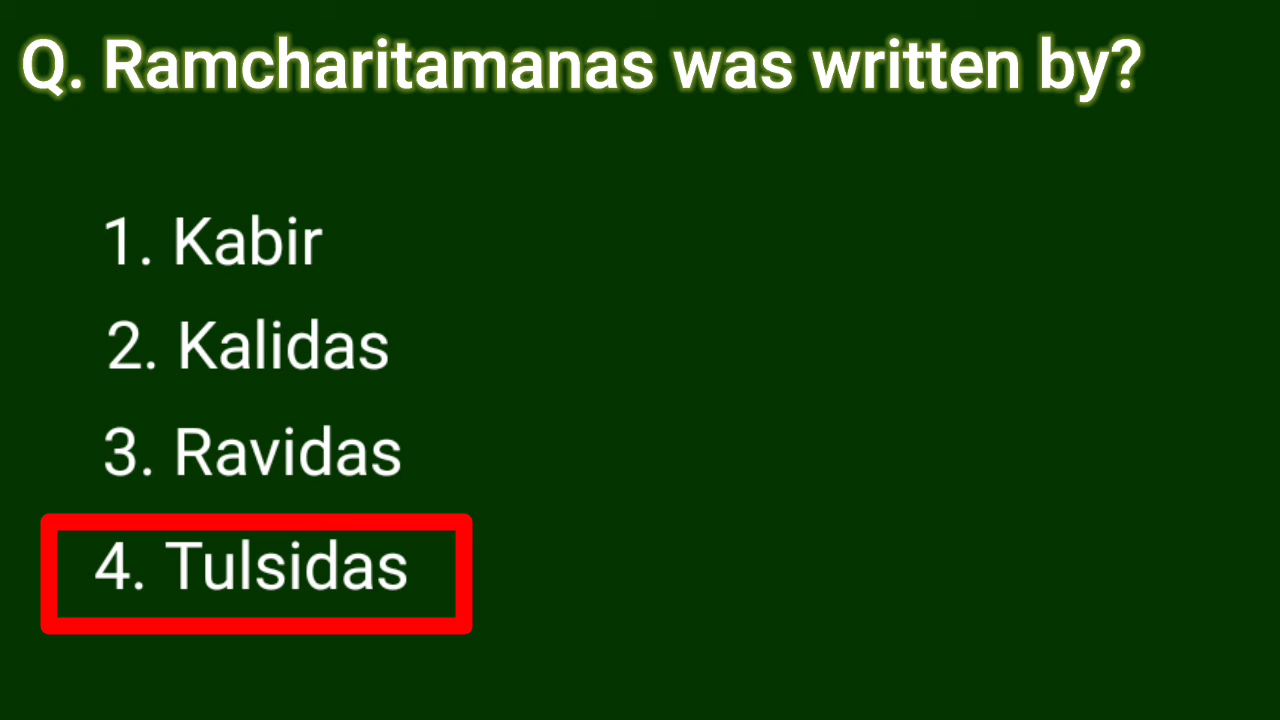 Q. Ramcharitamanas was written by?
1. Kabir
2. Kalidas
3. Ravidas
4. Tulsidas